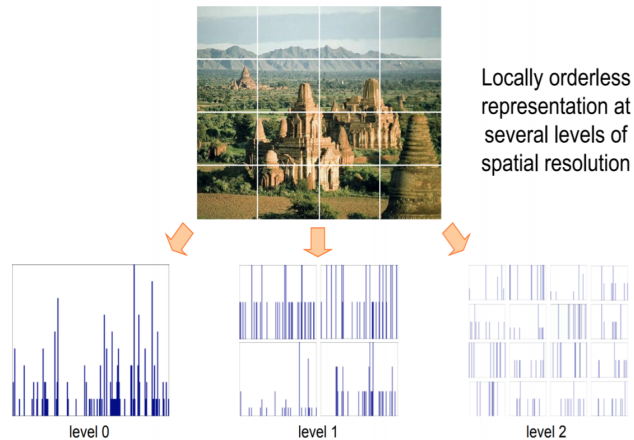 Locally orderless
representation at
several levels of
spatial resolution
level 0
level 1
level 2